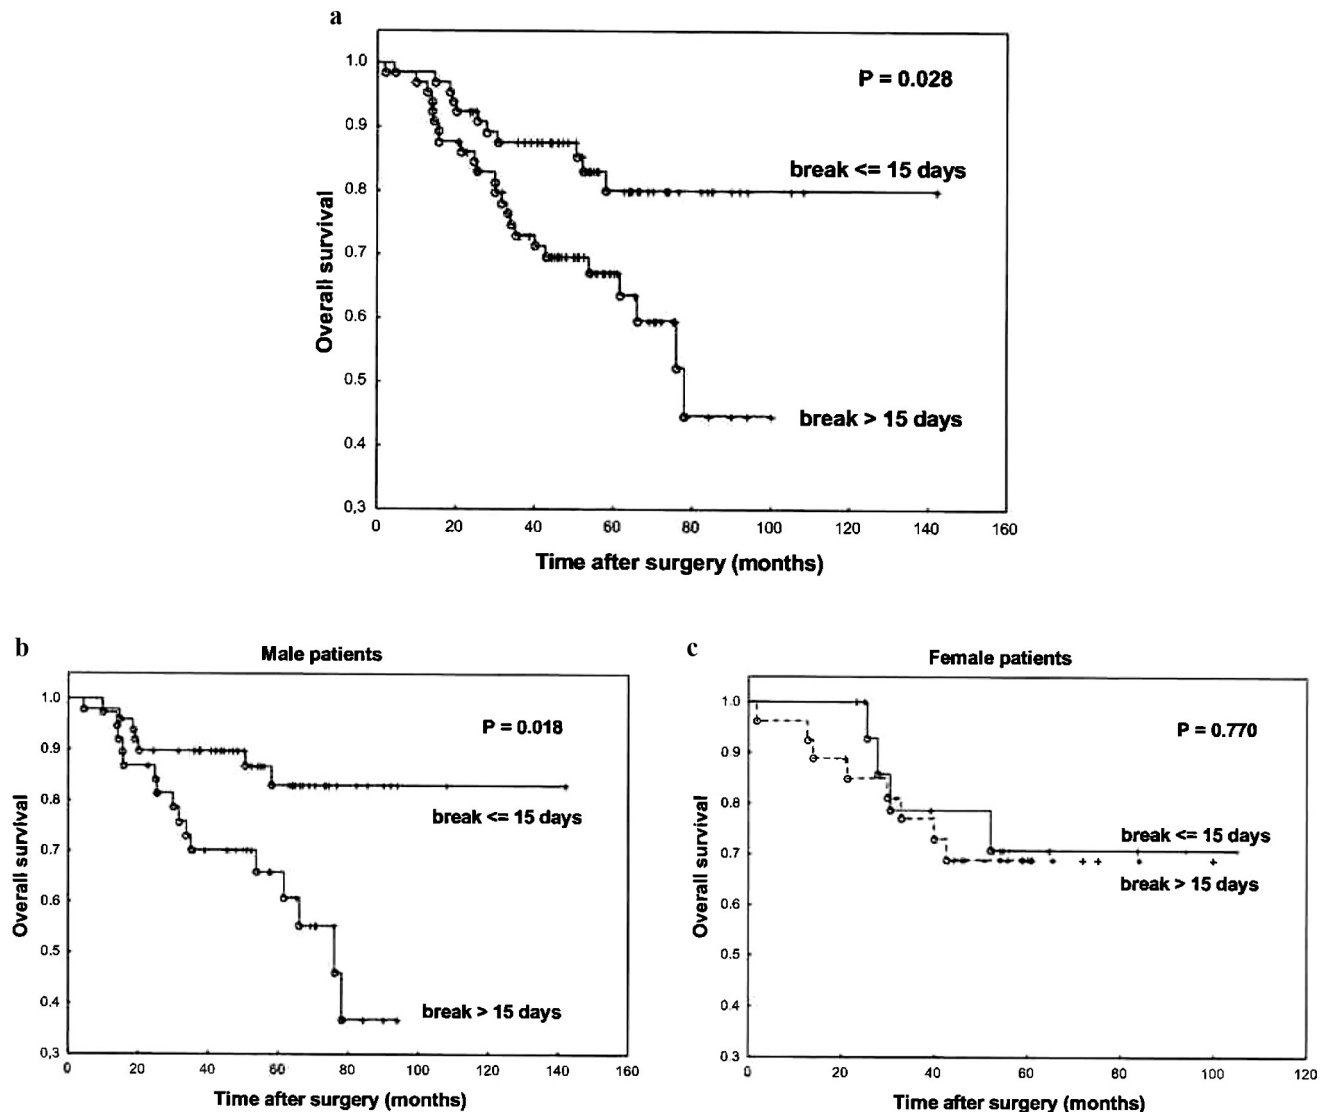 a
1.0
0.9
0.8
0.7
0.6
0.5
0.4
0,3
Overall survival
P = 0.028
break <= 15 days
break > 15 days
0 20 40 60 80 100 120 140 160
Time after surgery (months)
b
Male patients
1.0
0.9
0.8
0.7
0.6
0.5
0.4
0.3
Overall survival
P = 0.018
break <= 15 days
break > 15 days
0 20 40 60 80 100 120 140 160
Time after surgery (months)
c
Female patients
1.0
0.9
0.8
0.7
0.6
0.5
0.4
0.3
Overall survival
P = 0.770
break <= 15 days
break > 15 days
0 20 40 60 80 100 120
Time after surgery (months)